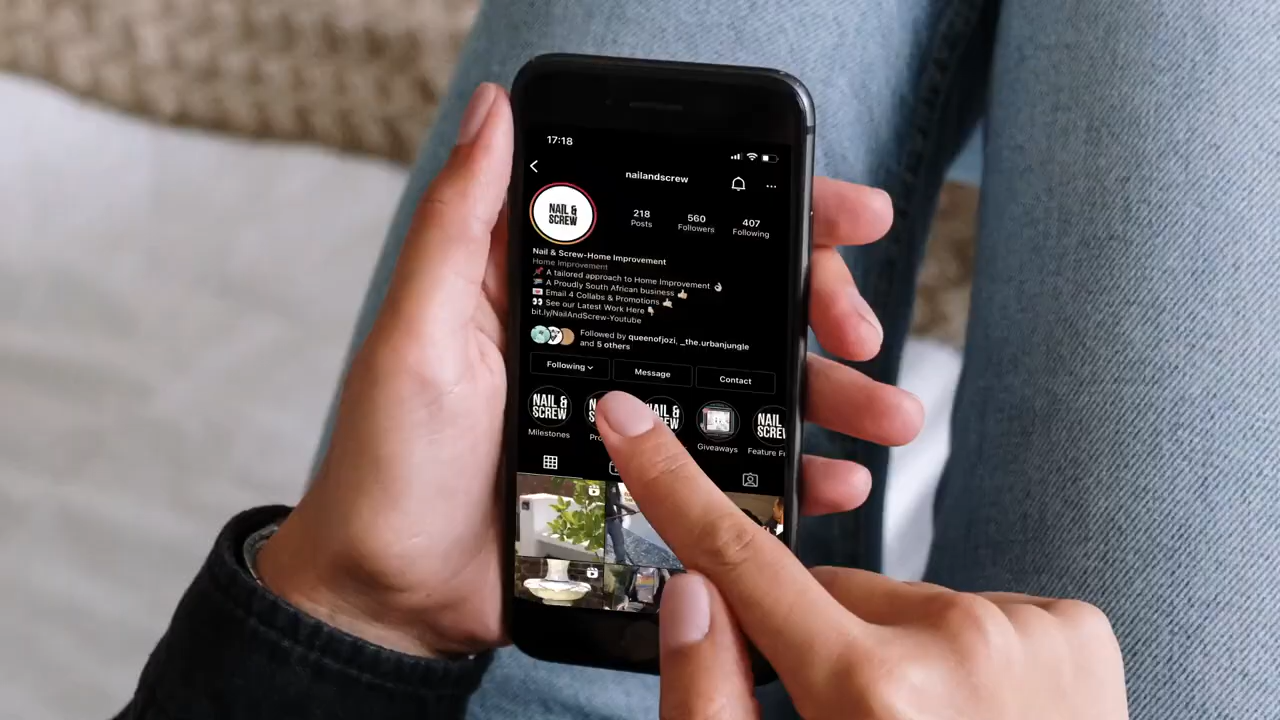 17:18
nailandscrew
NAIL &
SCREW
218
Posts
560
Followers
407
Following
Nail & Screw-Home Improvement
Home Improvement
📌 A tailored approach to Home Improvement 👌
A Proudly South African business 👍
💌 Email 4 Collabs & Promotions 🤙
👀 See our Latest Work Here 👇
bit.ly/NailAndScrew-Youtube
Followed by queenofjozi, _the.urbanjungle
and 5 others
Following
Message
Contact
NAIL &
SCREW
Milestones
Giveaways
NAIL
SCREW
Feature